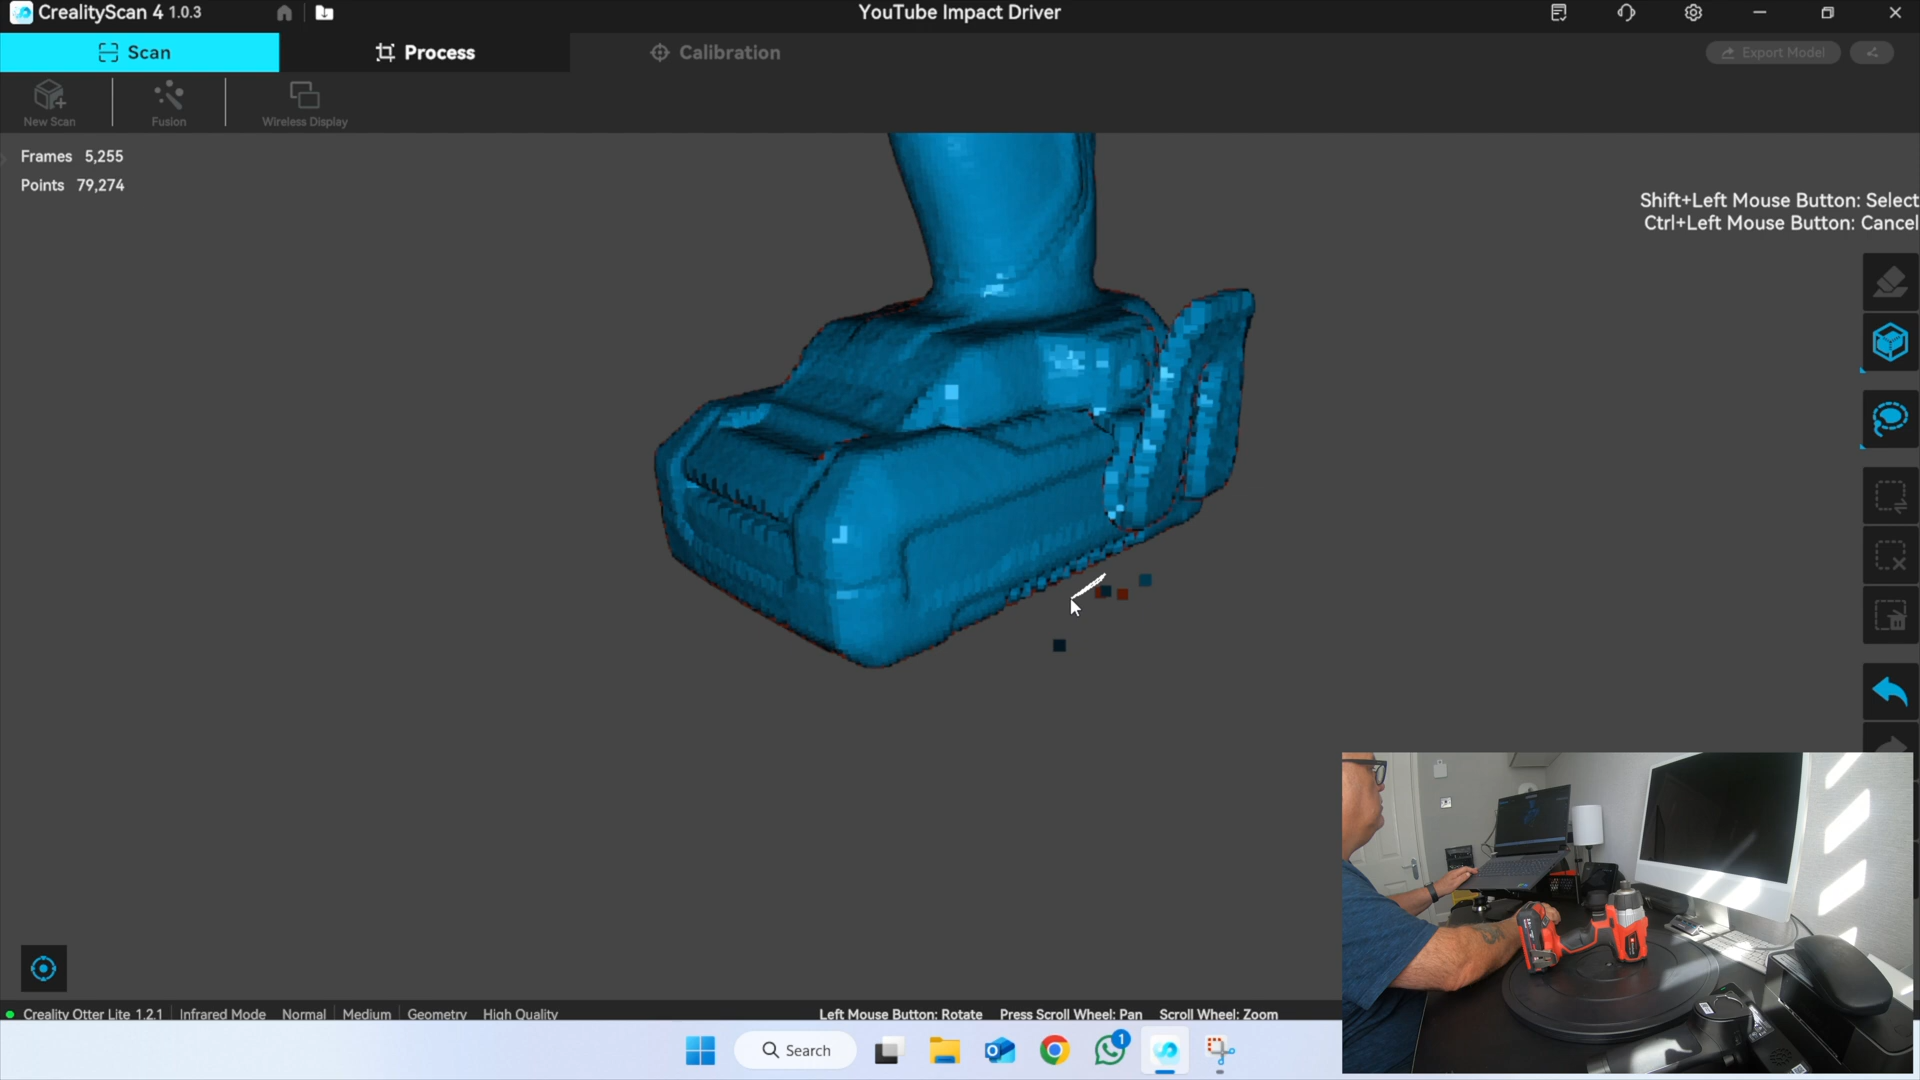 CrealityScan 4 1.0.3
YouTube Impact Driver
Scan
Process
Calibration
Export Model
New Scan
Fusion
Wireless Display
Frames 5,255
Points 79,274
Shift+Left Mouse Button: Select
Ctrl+Left Mouse Button: Cancel
Creality Otter Lite 1.2.1
Infrared Mode
Normal
Medium
Geometry
High Quality
Left Mouse Button: Rotate
Press Scroll Wheel: Pan
Scroll Wheel: Zoom
Search
1